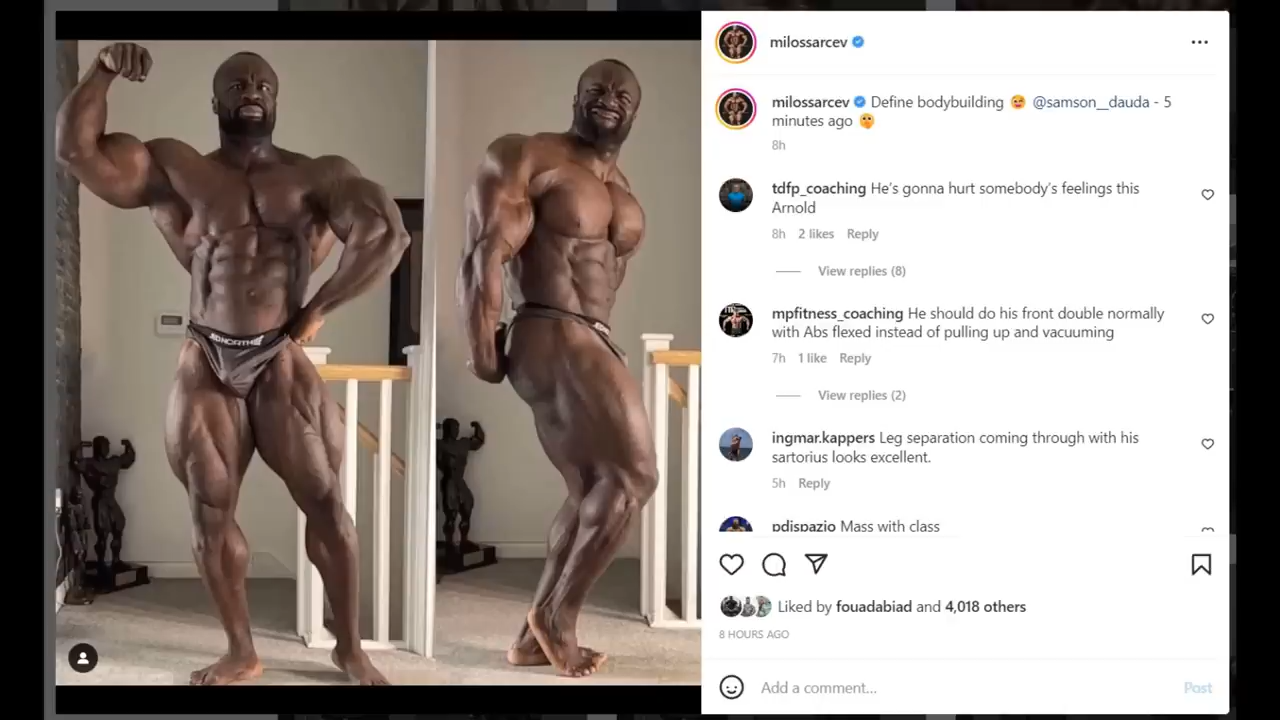 milossarcev
milossarcev Define bodybuilding 😜 @samson__dauda - 5
minutes ago 🤫
8h
tdfp_coaching He's gonna hurt somebody's feelings this
Arnold
8h 2 likes Reply
View replies (8)
mpfitness_coaching He should do his front double normally
with Abs flexed instead of pulling up and vacuuming
7h 1 like Reply
View replies (2)
ingmar.kappers Leg separation coming through with his
sartorius looks excellent.
5h Reply
pdispazio Mass with class
Liked by fouadabiad and 4,018 others
8 HOURS AGO
Add a comment...
Post